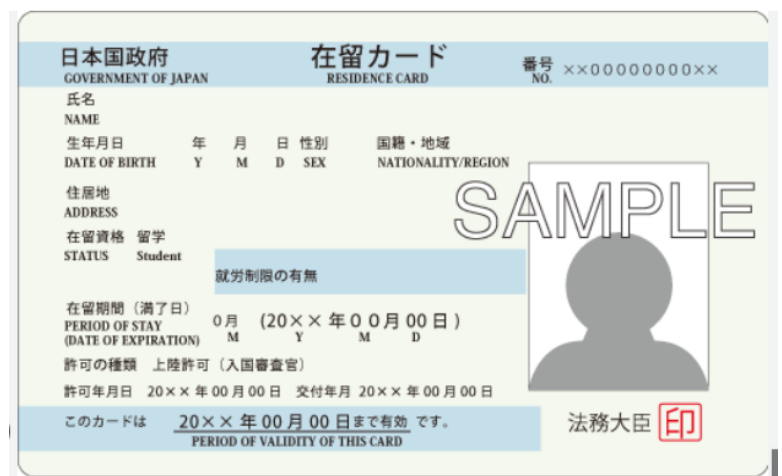 日本国政府 在留カード 番号 ××00000000××
GOVERNMENT OF JAPAN RESIDENCE CARD NO.
氏名
NAME
生年月日 年 月 日 性別 国籍・地域
DATE OF BIRTH Y M D SEX NATIONALITY/REGION
住居地
ADDRESS
SAMPLE
在留資格 留学
STATUS Student
就労制限の有無
在留期間（満了日） 0月 (20××年00月00日)
PERIOD OF STAY M Y M D
(DATE OF EXPIRATION)
許可の種類 上陸許可（入国審査官）
許可年月日 20××年00月00日 交付年月 20××年00月00日
このカードは 20××年00月00日まで有効 です。
PERIOD OF VALIDITY OF THIS CARD
法務大臣 印